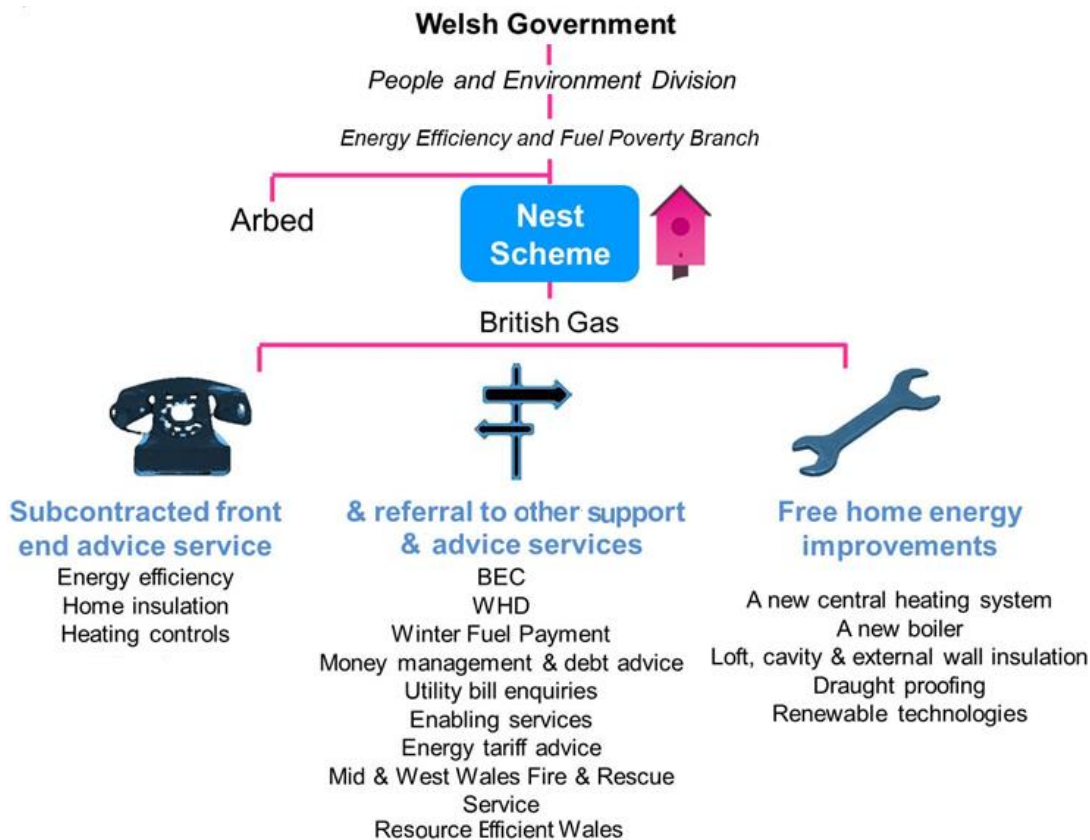 Welsh Government
People and Environment Division
Energy Efficiency and Fuel Poverty Branch
Arbed
Nest
Scheme
British Gas
Subcontracted front
end advice service
Energy efficiency
Home insulation
Heating controls
& referral to other support
& advice services
BEC
WHD
Winter Fuel Payment
Money management & debt advice
Utility bill enquiries
Enabling services
Energy tariff advice
Mid & West Wales Fire & Rescue
Service
Resource Efficient Wales
Free home energy
improvements
A new central heating system
A new boiler
Loft, cavity & external wall insulation
Draught proofing
Renewable technologies